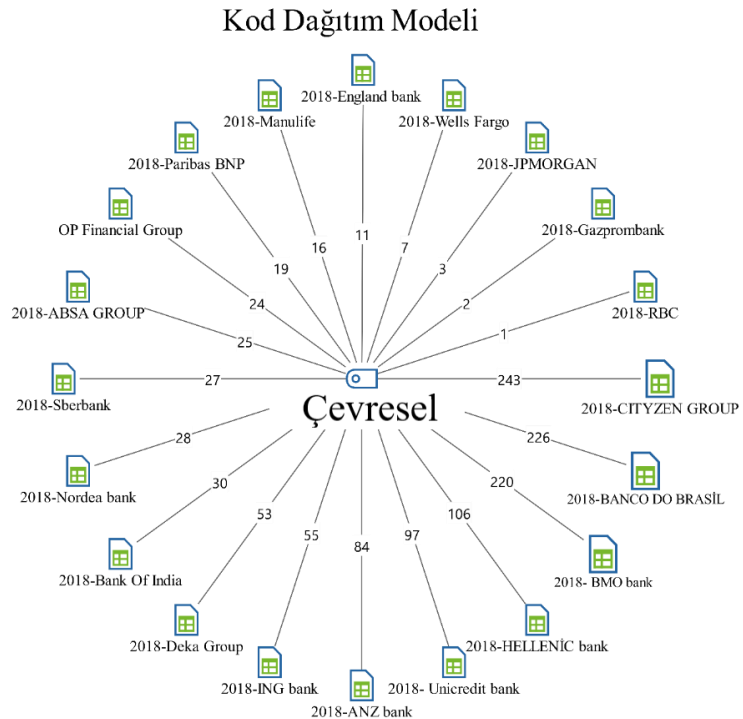 Kod Dağıtım Modeli
2018-England bank
2018-Manulife
2018-Wells Fargo
2018-Paribas BNP
2018-JPMORGAN
OP Financial Group
2018-Gazprombank
11
16
7
19
3
24
2
2018-ABSA GROUP
2018-RBC
25
1
27
243
2018-Sberbank
2018-CITYZEN GROUP
Çevresel
28
226
2018-Nordea bank
2018-BANCO DO BRASİL
30
220
53
106
55
97
84
2018-Bank Of India
2018- BMO bank
2018-Deka Group
2018-HELLENİC bank
2018-ING bank
2018- Unicredit bank
2018-ANZ bank